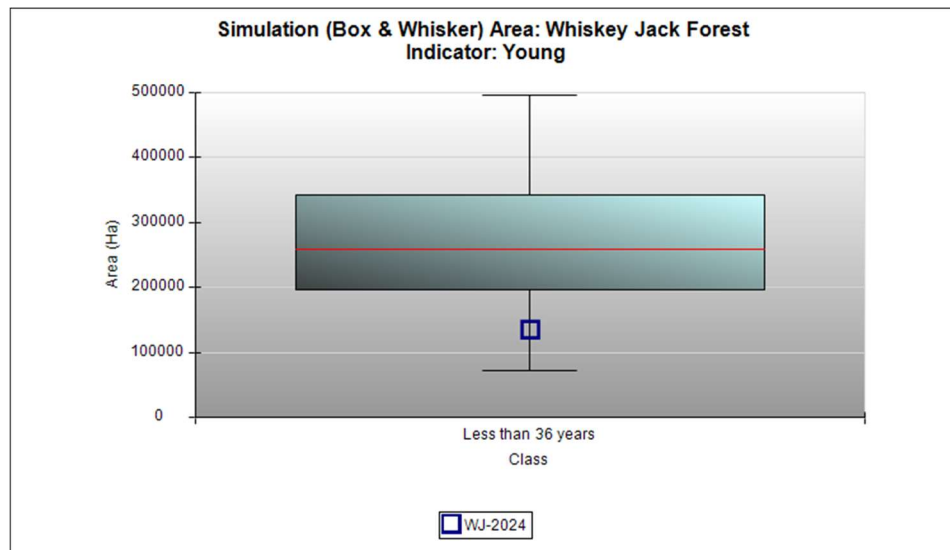 Simulation (Box & Whisker) Area: Whiskey Jack Forest
Indicator: Young
500000
400000
300000
200000
100000
0
Area (Ha)
Less than 36 years
Class
WJ-2024